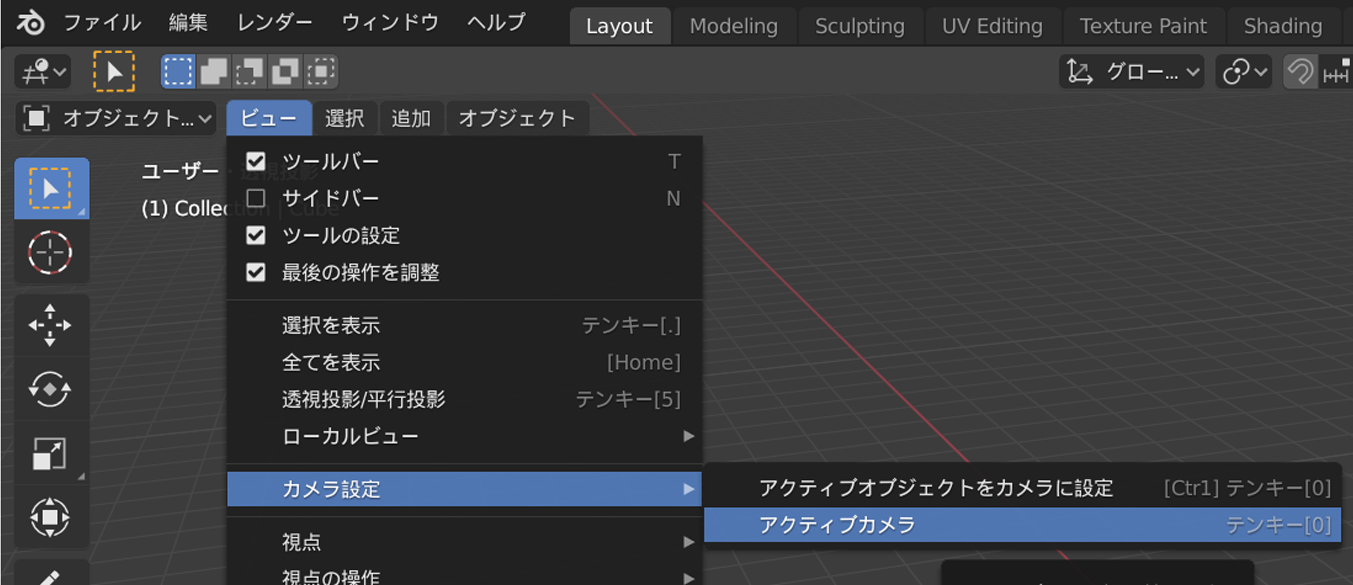 ファイル 編集 レンダー ウィンドウ ヘルプ Layout Modeling Sculpting UV Editing Texture Paint Shading
グロー...
オブジェクト... ビュー 選択 追加 オブジェクト
ユーザー・透視投影
(1) Collection | Cube
ツールバー T
サイドバー N
ツールの設定
最後の操作を調整
選択を表示 テンキー[.]
全てを表示 [Home]
透視投影/平行投影 テンキー[5]
ローカルビュー
カメラ設定
アクティブオブジェクトをカメラに設定 [Ctr1] テンキー[0]
アクティブカメラ テンキー[0]
視点
視点の操作